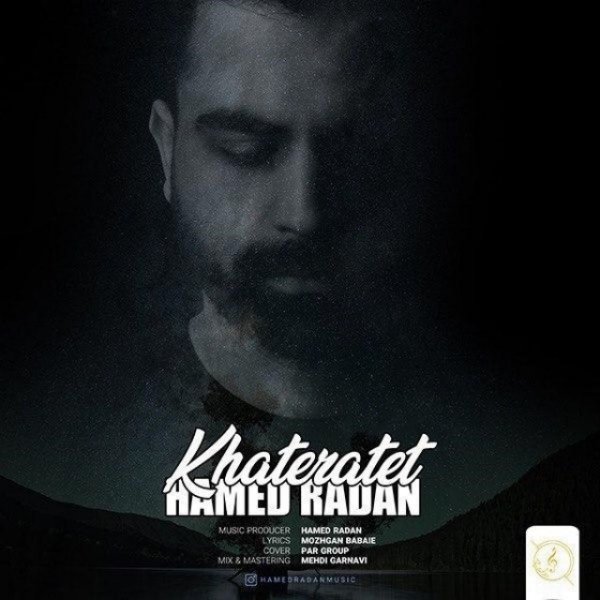 Khateratet
HAMED RADAN
MUSIC PRODUCER HAMED RADAN
LYRICS MOZHGAN BABAIE
COVER PAR GROUP
MIX & MASTERING MEHDI GARNAVI
HAMEDRADANMUSIC